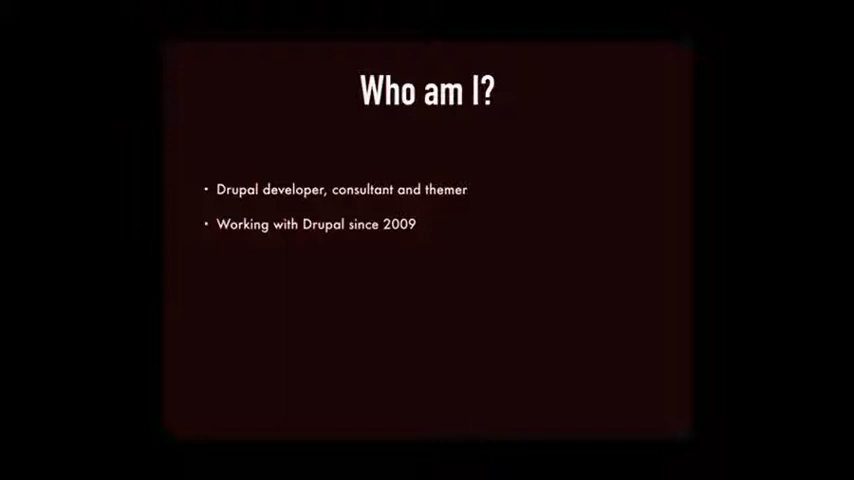 Who am I?
• Drupal developer, consultant and themer
• Working with Drupal since 2009